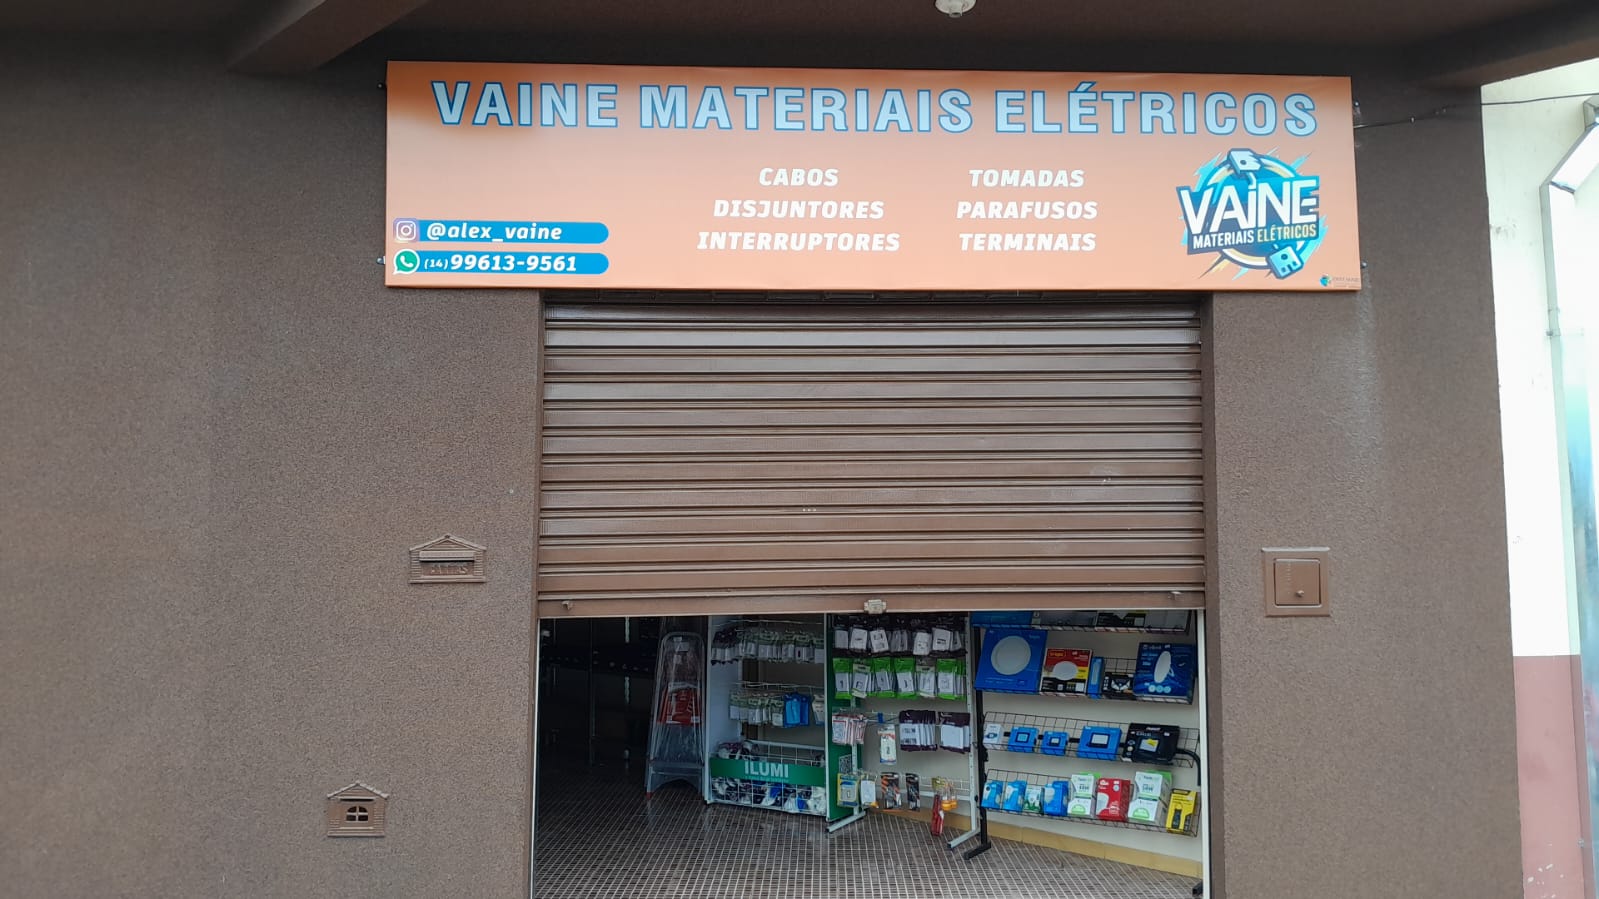 VAINE MATERIAIS ELÉTRICOS
CABOS
DISJUNTORES
INTERRUPTORES
TOMADAS
PARAFUSOS
TERMINAIS
@alex_vaine
(14) 99613-9561
VAINE
MATERIAIS ELÉTRICOS
ILUMI